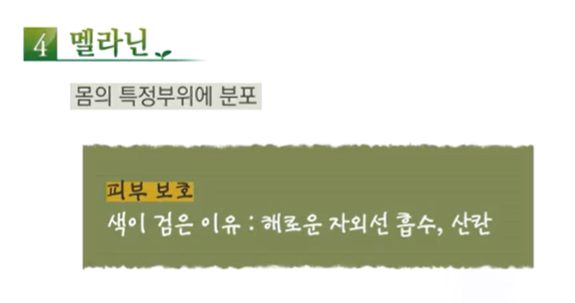 4 멜라닌
몸의 특정부위에 분포
피부 보호
색이 검은 이유 : 해로운 자외선 흡수, 산란